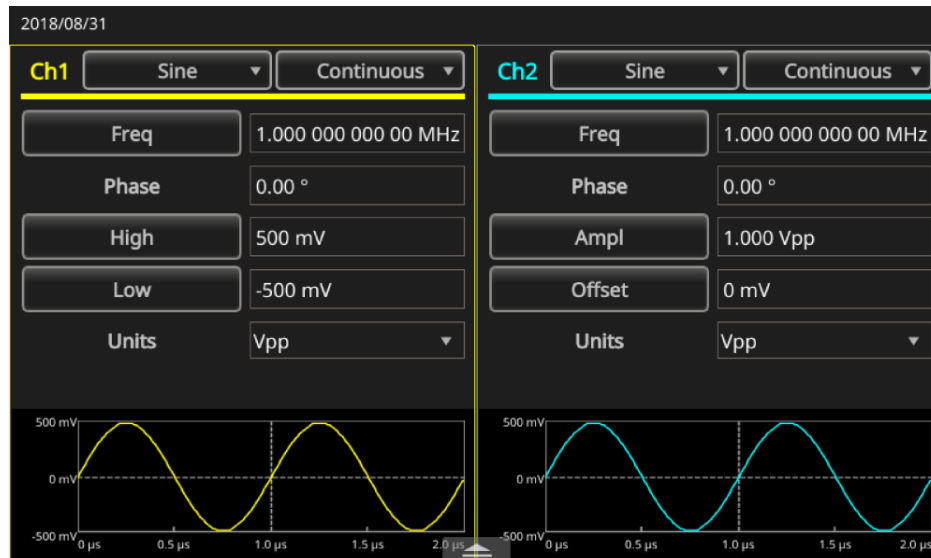 2018/08/31
Ch1 Sine Continuous
Freq 1.000 000 000 00 MHz
Phase 0.00 °
High 500 mV
Low -500 mV
Units Vpp
500 mV
0 mV
-500 mV
0 µs 0.5 µs 1.0 µs 1.5 µs 2.0 µs
Ch2 Sine Continuous
Freq 1.000 000 000 00 MHz
Phase 0.00 °
Ampl 1.000 Vpp
Offset 0 mV
Units Vpp
500 mV
0 mV
-500 mV
0 µs 0.5 µs 1.0 µs 1.5 µs 2.0 µs